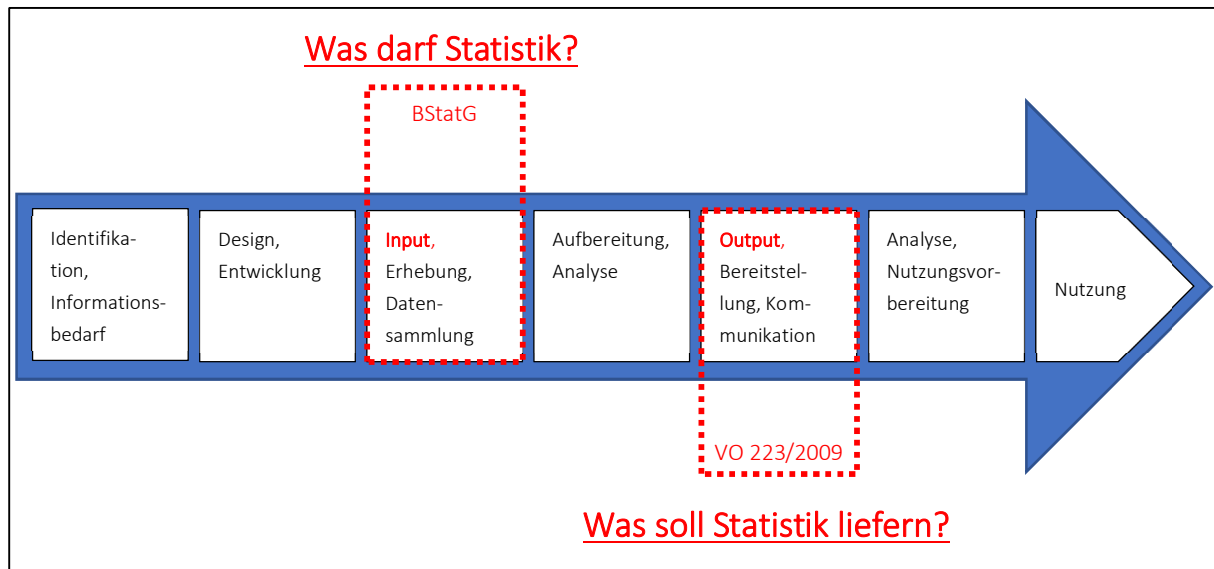 Was darf Statistik?
BStatG
Identifika-
tion,
Informations-
bedarf
Design,
Entwicklung
Input,
Erhebung,
Daten-
sammlung
Aufbereitung,
Analyse
Output,
Bereitstel-
lung, Kom-
munikation
Analyse,
Nutzungsvor-
bereitung
Nutzung
VO 223/2009
Was soll Statistik liefern?